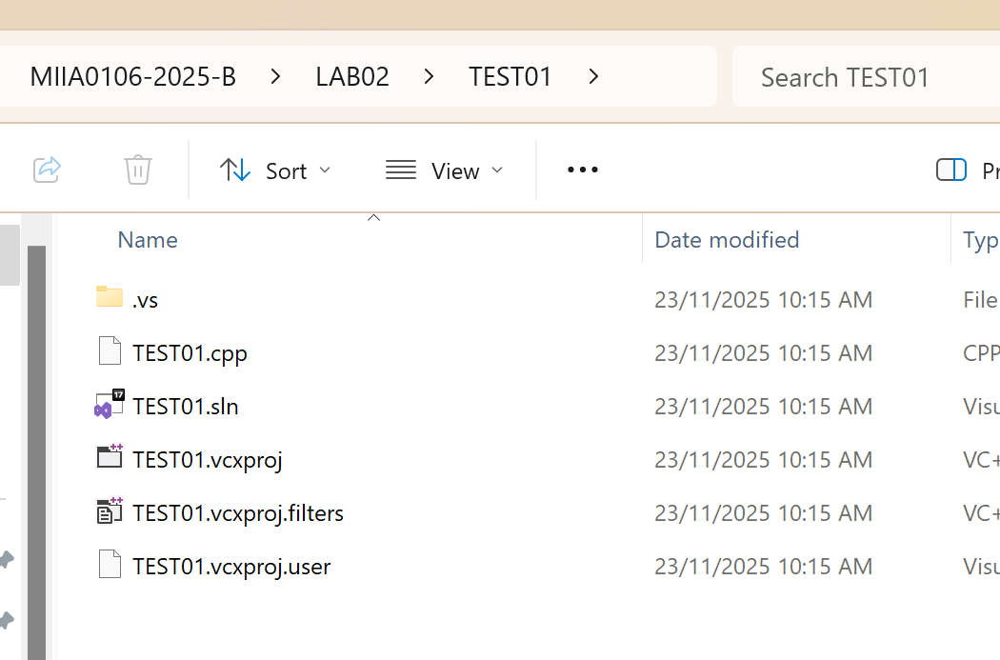 MIIA0106-2025-B > LAB02 > TEST01 > Search TEST01
Sort View ••• Pr
Name Date modified Typ
.vs 23/11/2025 10:15 AM File
TEST01.cpp 23/11/2025 10:15 AM CPP
17 TEST01.sln 23/11/2025 10:15 AM Visu
TEST01.vcxproj 23/11/2025 10:15 AM VC+
TEST01.vcxproj.filters 23/11/2025 10:15 AM VC+
TEST01.vcxproj.user 23/11/2025 10:15 AM Visu